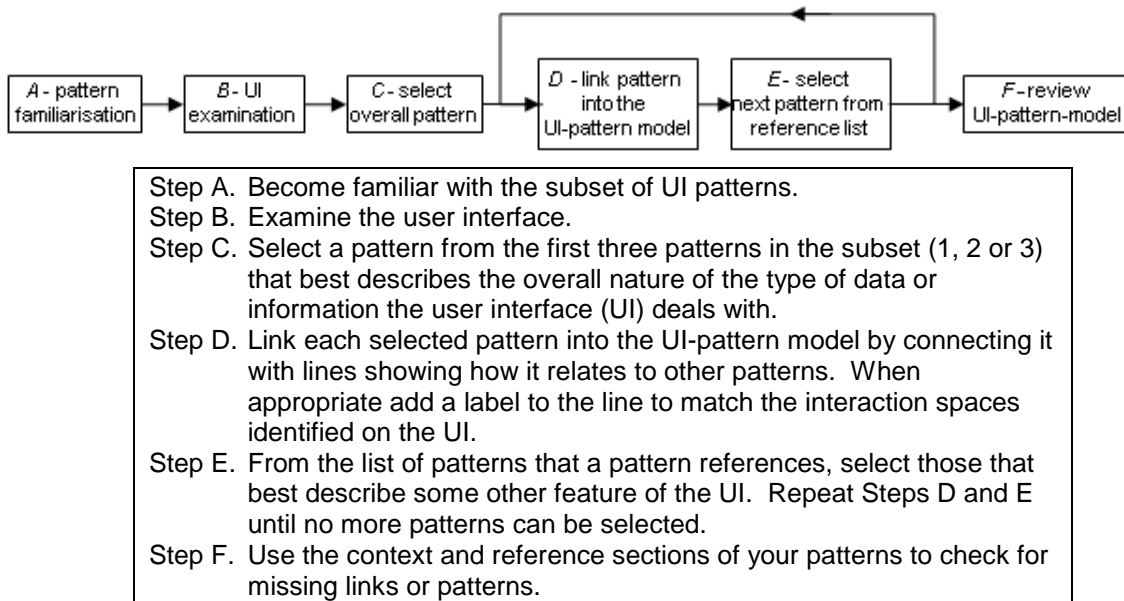 A - pattern
familiarisation
B - UI
examination
C - select
overall pattern
D - link pattern
into the
UI-pattern model
E - select
next pattern from
reference list
F - review
UI-pattern-model
Step A. Become familiar with the subset of UI patterns.
Step B. Examine the user interface.
Step C. Select a pattern from the first three patterns in the subset (1, 2 or 3)
that best describes the overall nature of the type of data or
information the user interface (UI) deals with.
Step D. Link each selected pattern into the UI-pattern model by connecting it
with lines showing how it relates to other patterns. When
appropriate add a label to the line to match the interaction spaces
identified on the UI.
Step E. From the list of patterns that a pattern references, select those that
best describe some other feature of the UI. Repeat Steps D and E
until no more patterns can be selected.
Step F. Use the context and reference sections of your patterns to check for
missing links or patterns.